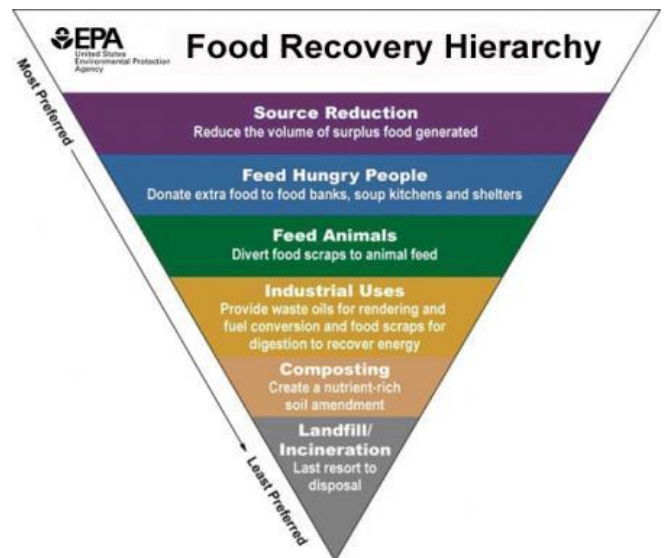 EPA
United States
Environmental Protection
Agency
Food Recovery Hierarchy
Most Preferred
Source Reduction
Reduce the volume of surplus food generated
Feed Hungry People
Donate extra food to food banks, soup kitchens and shelters
Feed Animals
Divert food scraps to animal feed
Industrial Uses
Provide waste oils for rendering and
fuel conversion and food scraps for
digestion to recover energy
Composting
Create a nutrient-rich
soil amendment
Landfill/
Incineration
Last resort to
disposal
Least Preferred